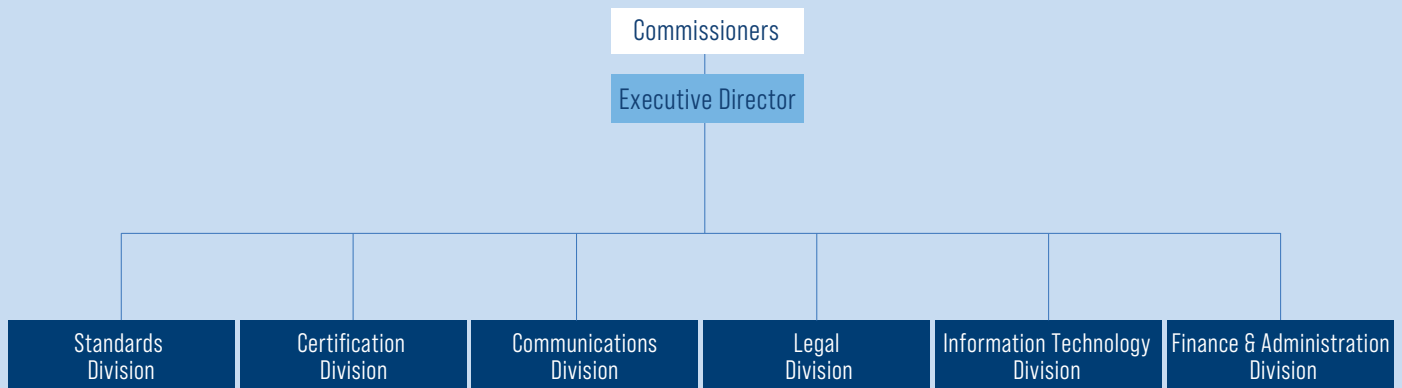 Commissioners
Executive Director
Standards
Division
Certification
Division
Communications
Division
Legal
Division
Information Technology
Division
Finance & Administration
Division